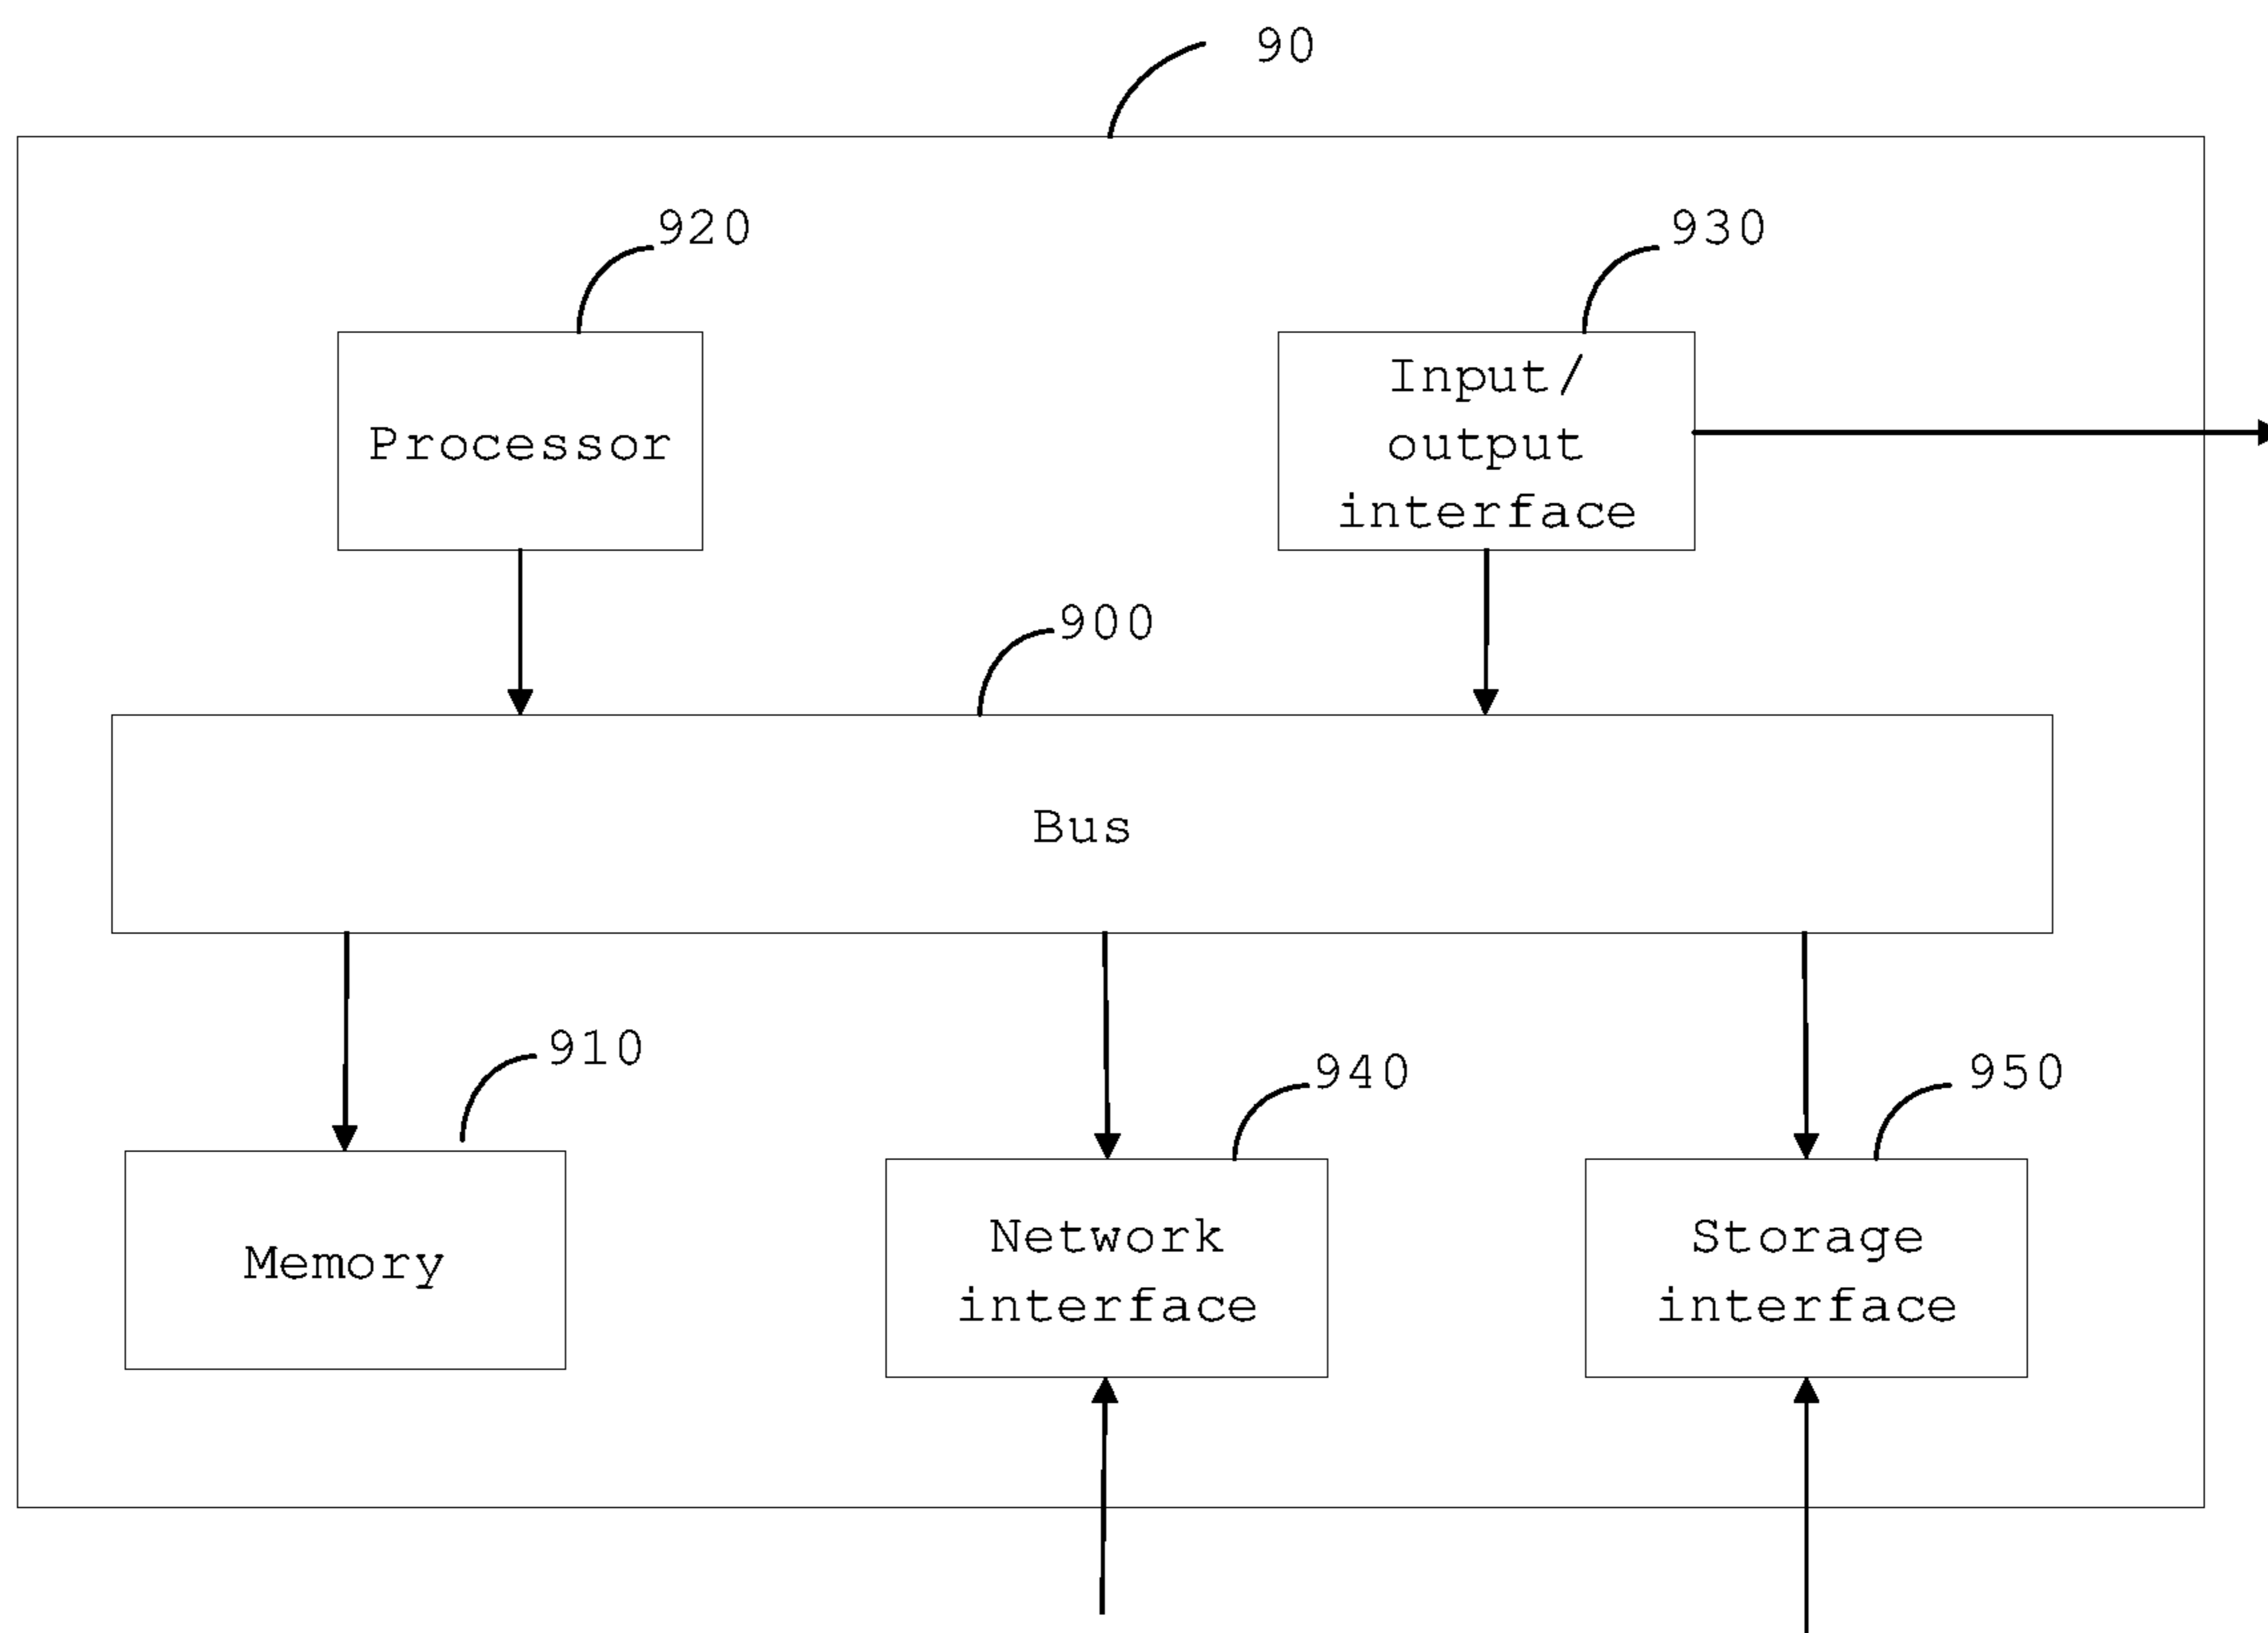 90
920
930
Processor
Input/
output
interface
900
Bus
910
940
950
Memory
Network
interface
Storage
interface